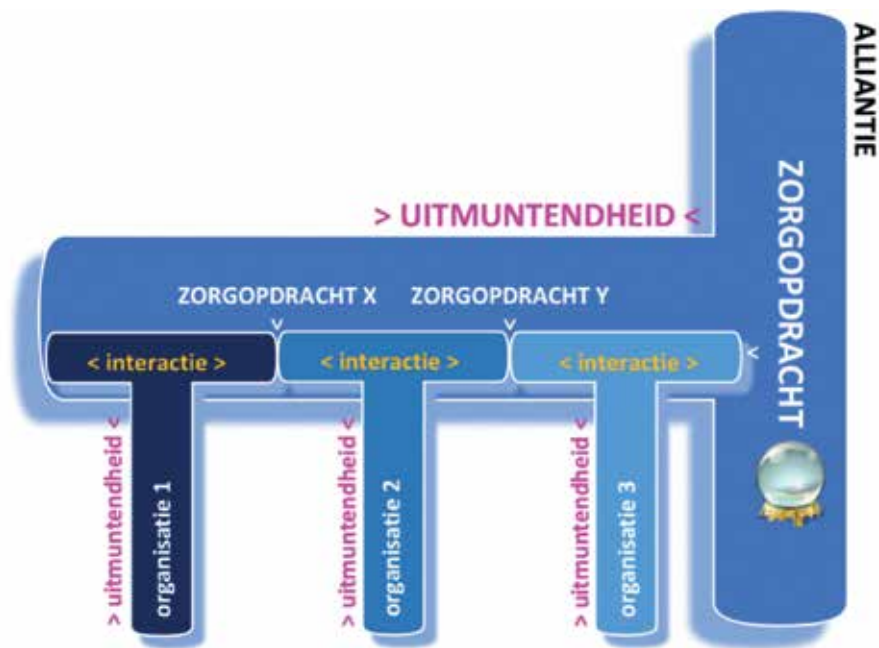 ALLIANTIE
ZORGOPDRACHT
> UITMUNTENDHEID <
ZORGOPDRACHT X
ZORGOPDRACHT Y
< interactie >
< interactie >
< interactie >
> uitmuntendheid <
organisatie 1
> uitmuntendheid <
organisatie 2
> uitmuntendheid <
organisatie 3